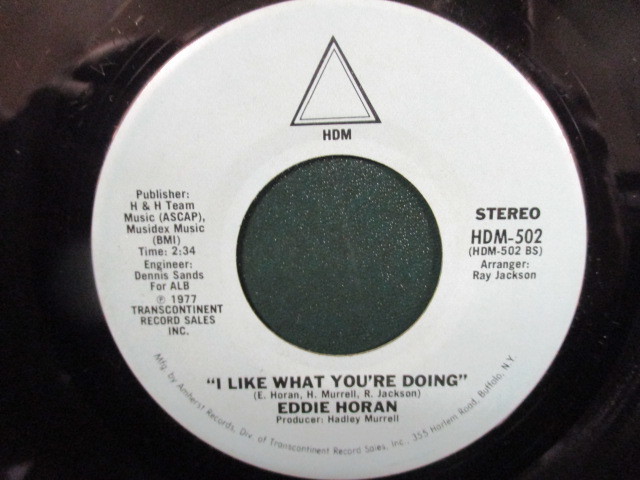 HDM
Publisher:
H & H Team
Music (ASCAP),
Musidex Music
(BMI)
Time: 2:34
Engineer:
Dennis Sands
For ALB
℗ 1977
TRANSCONTINENT
RECORD SALES
INC.
STEREO
HDM-502
(HDM-502 BS)
Arranger:
Ray Jackson
"I LIKE WHAT YOU'RE DOING"
(E. Horan, H. Murrell, R. Jackson)
EDDIE HORAN
Producer: Hadley Murrell
Mfg. by Amherst Records, Div. of Transcontinent Record Sales, Inc., 355 Harlem Road, Buffalo, N.Y.